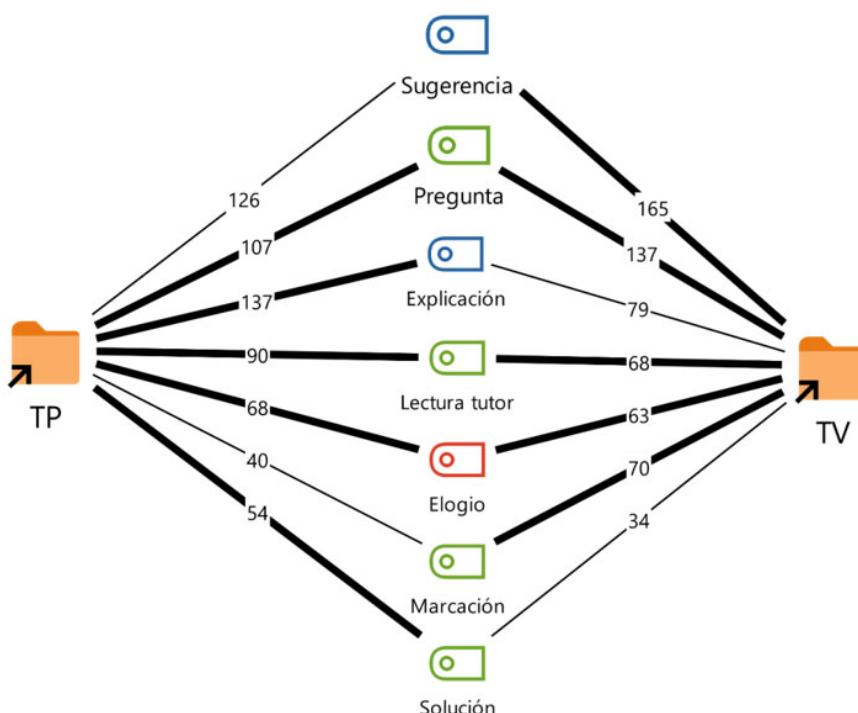 Sugerencia
126
165
Pregunta
107
137
Explicación
137
79
90
68
Lectura tutor
TP
TV
68
63
Elogio
40
70
54
34
Marcación
Solución